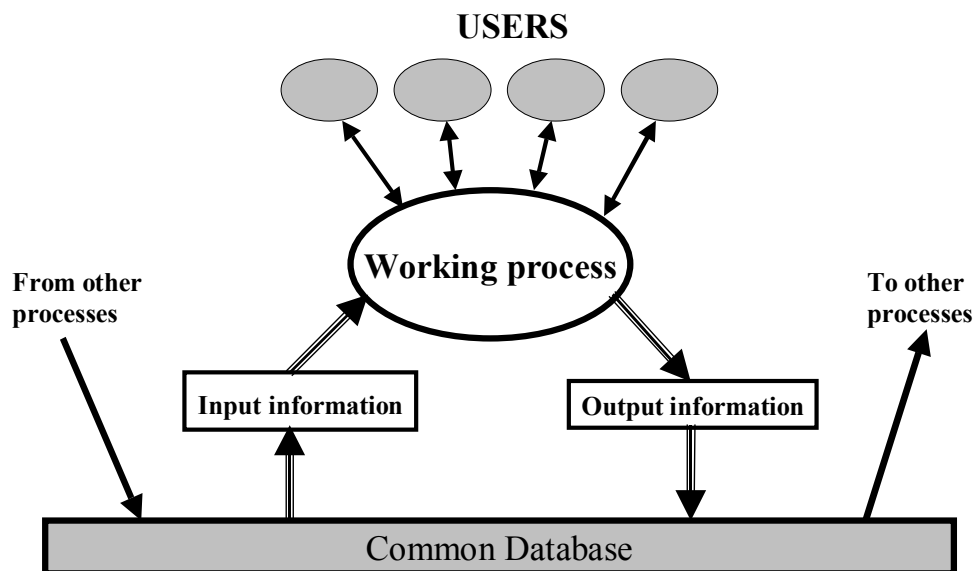 USERS
Working process
From other
processes
To other
processes
Input information
Output information
Common Database